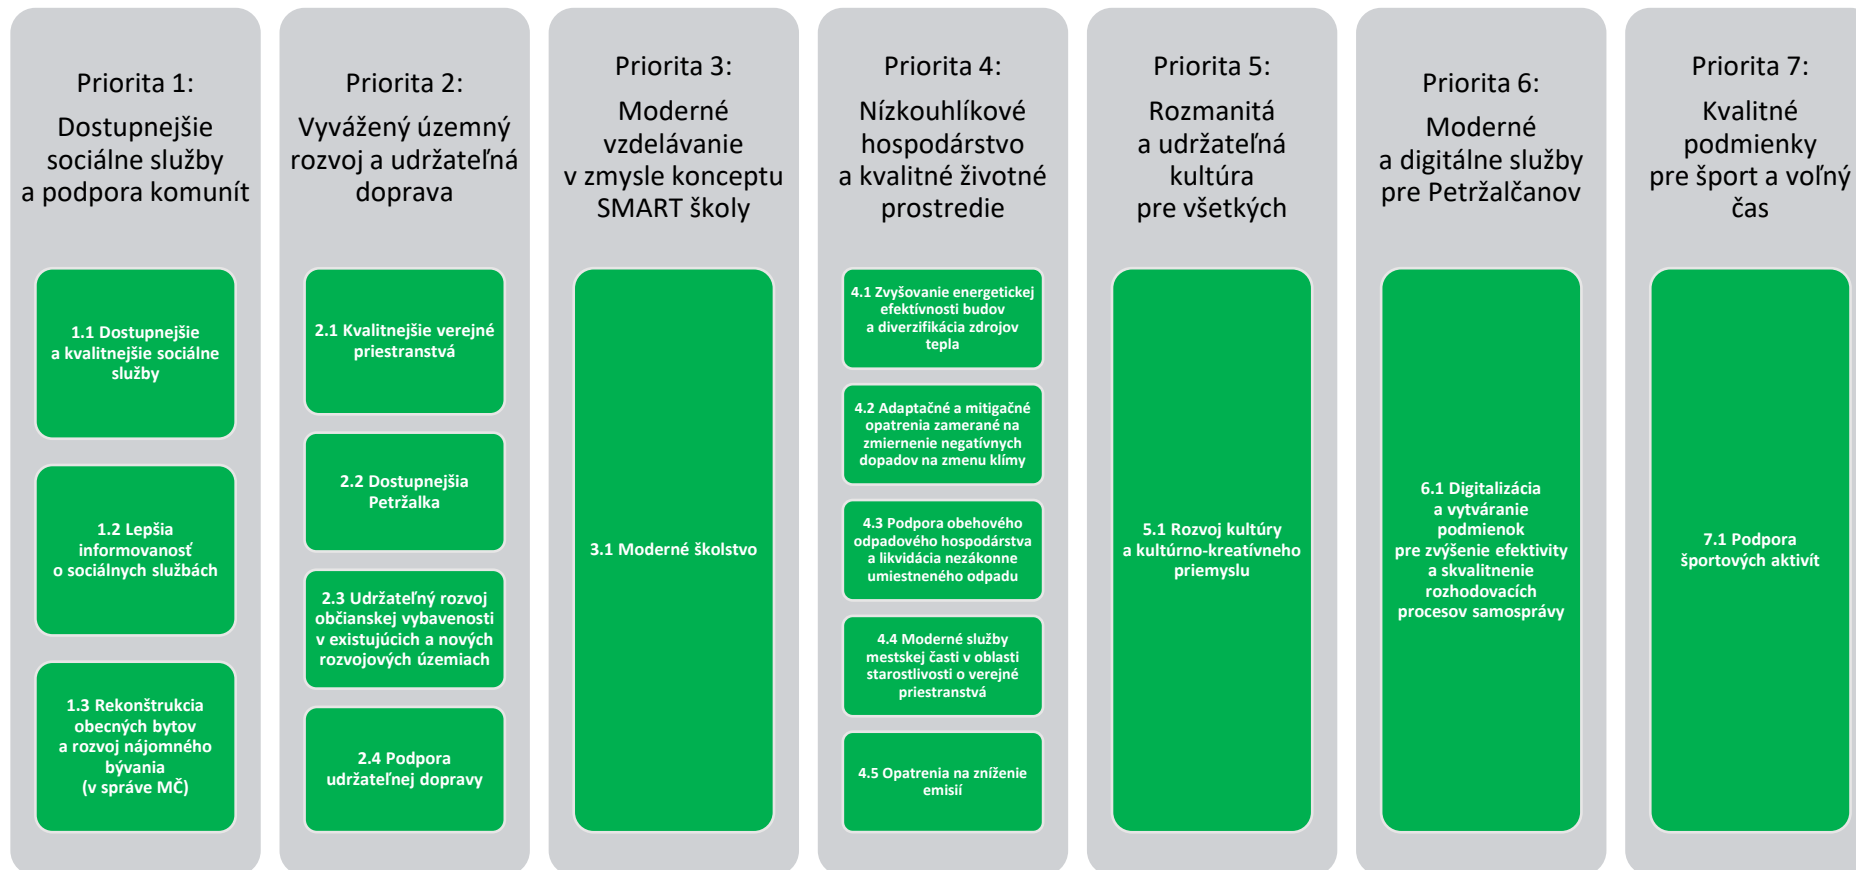 Priorita 1:
Dostupnejšie
sociálne služby
a podpora komunít
1.1 Dostupnejšie
a kvalitnejšie sociálne
služby
1.2 Lepšia
informovanosť
o sociálnych službách
1.3 Rekonštrukcia
obecných bytov
a rozvoj nájomného
bývania
(v správe MČ)
Priorita 2:
Vyvážený územný
rozvoj a udržateľná
doprava
2.1 Kvalitnejšie verejné
priestranstvá
2.2 Dostupnejšia
Petržalka
2.3 Udržateľný rozvoj
občianskej vybavenosti
v existujúcich a nových
rozvojových územiach
2.4 Podpora
udržateľnej dopravy
Priorita 3:
Moderné
vzdelávanie
v zmysle konceptu
SMART školy
3.1 Moderné školstvo
Priorita 4:
Nízkouhlíkové
hospodárstvo
a kvalitné životné
prostredie
4.1 Zvyšovanie energetickej
efektívnosti budov
a diverzifikácia zdrojov
tepla
4.2 Adaptačné a mitigačné
opatrenia zamerané na
zmiernenie negatívnych
dopadov na zmenu klímy
4.3 Podpora obehového
odpadového hospodárstva
a likvidácia nezákonne
umiestneného odpadu
4.4 Moderné služby
mestskej časti v oblasti
starostlivosti o verejné
priestranstvá
4.5 Opatrenia na zníženie
emisií
Priorita 5:
Rozmanitá
a udržateľná
kultúra
pre všetkých
5.1 Rozvoj kultúry
a kultúrno-kreatívneho
priemyslu
Priorita 6:
Moderné
a digitálne služby
pre Petržalčanov
6.1 Digitalizácia
a vytváranie
podmienok
pre zvýšenie efektivity
a skvalitnenie
rozhodovacích
procesov samosprávy
Priorita 7:
Kvalitné
podmienky
pre šport a voľný
čas
7.1 Podpora
športových aktivít